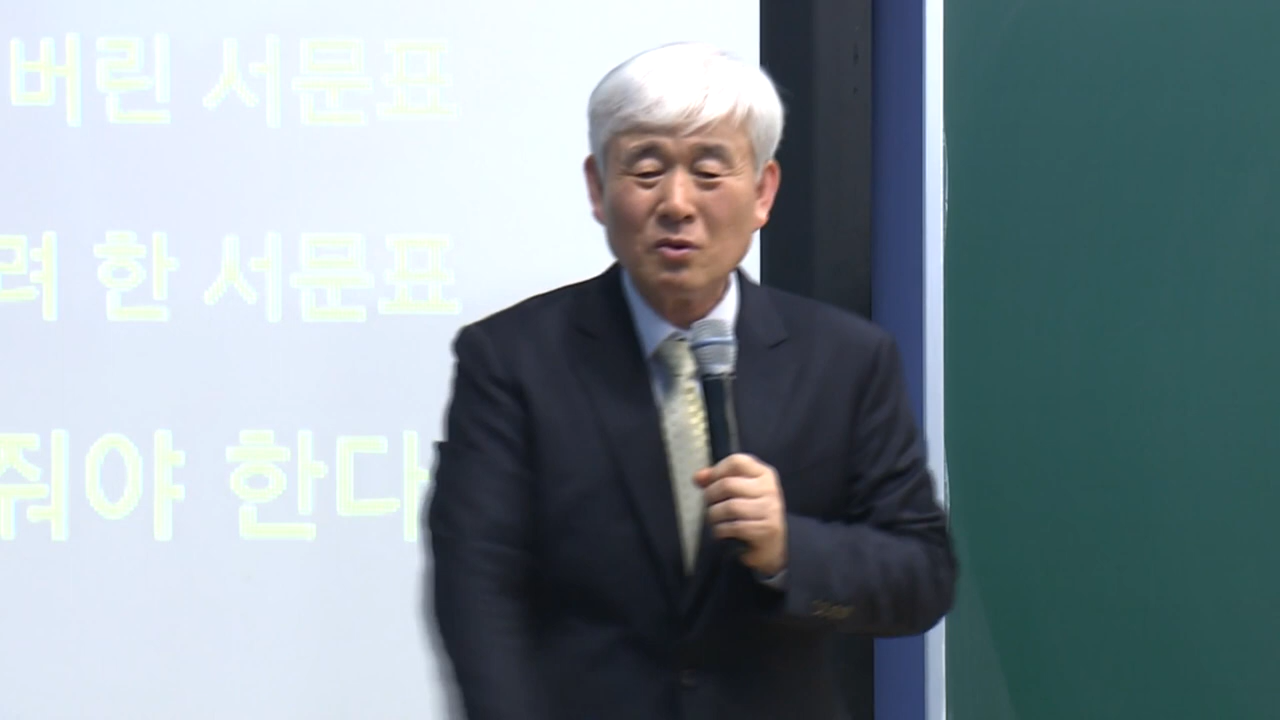 버린 서문표
려 한 서문표
줘야 한다